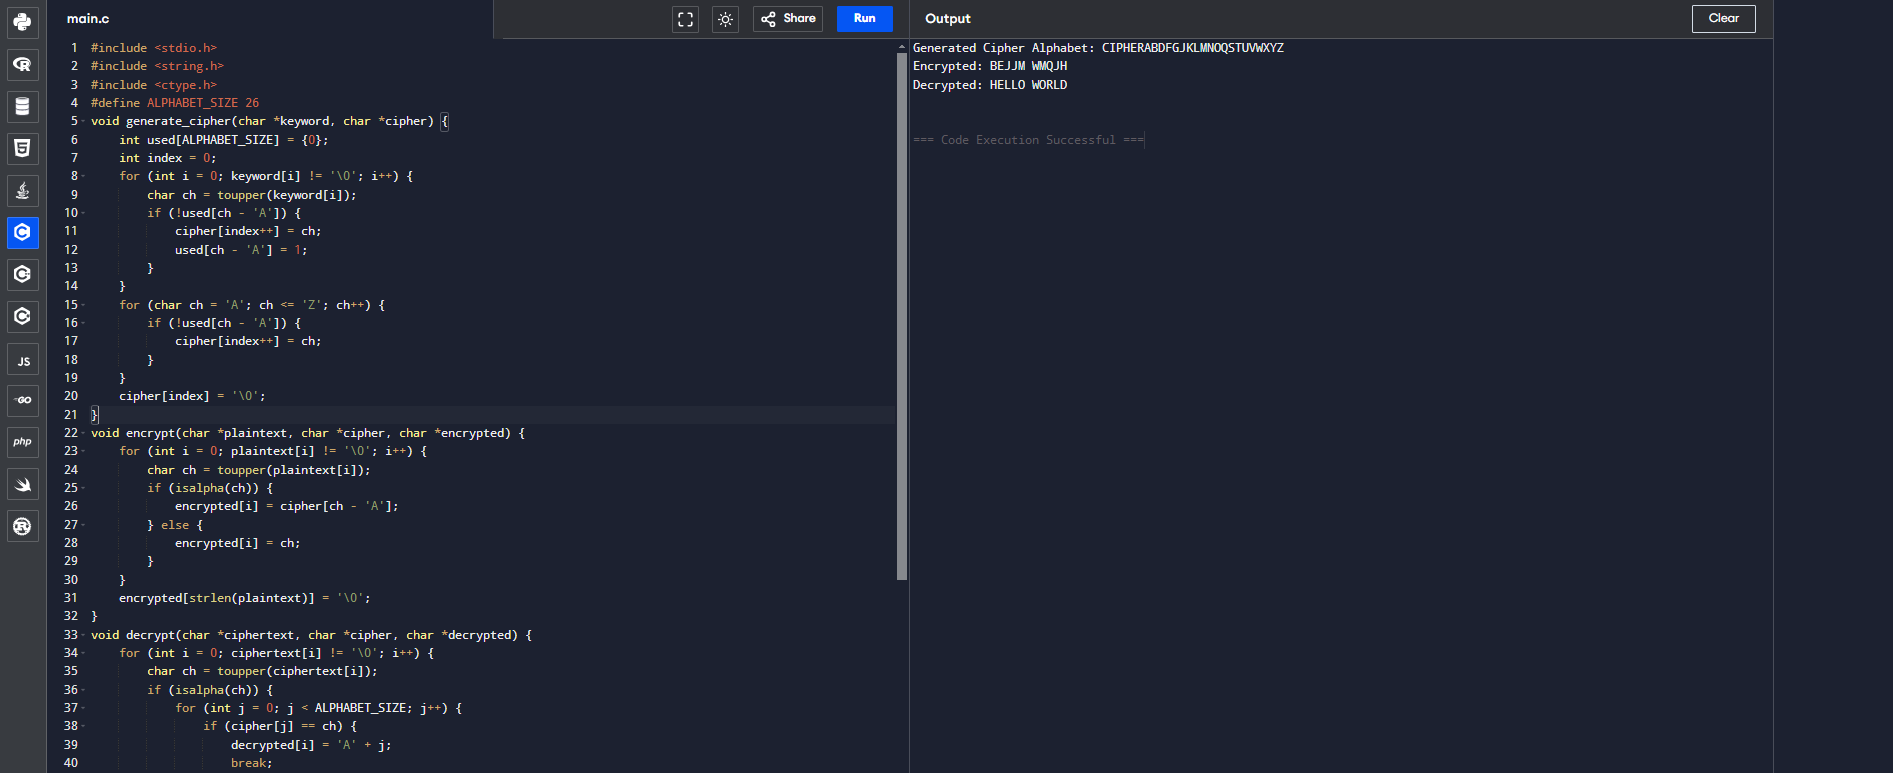 main.c
Share
Run
Output
Clear
JS
GO
php
1 #include <stdio.h>
2 #include <string.h>
3 #include <ctype.h>
4 #define ALPHABET_SIZE 26
5 void generate_cipher(char *keyword, char *cipher) {
6     int used[ALPHABET_SIZE] = {0};
7     int index = 0;
8     for (int i = 0; keyword[i] != '\0'; i++) {
9         char ch = toupper(keyword[i]);
10         if (!used[ch - 'A']) {
11             cipher[index++] = ch;
12             used[ch - 'A'] = 1;
13         }
14     }
15     for (char ch = 'A'; ch <= 'Z'; ch++) {
16         if (!used[ch - 'A']) {
17             cipher[index++] = ch;
18         }
19     }
20     cipher[index] = '\0';
21 }
22 void encrypt(char *plaintext, char *cipher, char *encrypted) {
23     for (int i = 0; plaintext[i] != '\0'; i++) {
24         char ch = toupper(plaintext[i]);
25         if (isalpha(ch)) {
26             encrypted[i] = cipher[ch - 'A'];
27         } else {
28             encrypted[i] = ch;
29         }
30     }
31     encrypted[strlen(plaintext)] = '\0';
32 }
33 void decrypt(char *ciphertext, char *cipher, char *decrypted) {
34     for (int i = 0; ciphertext[i] != '\0'; i++) {
35         char ch = toupper(ciphertext[i]);
36         if (isalpha(ch)) {
37             for (int j = 0; j < ALPHABET_SIZE; j++) {
38                 if (cipher[j] == ch) {
39                     decrypted[i] = 'A' + j;
40                     break;
Generated Cipher Alphabet: CIPHERABDFGJKLMNOQSTUVWXYZ
Encrypted: BEJJM WMQJH
Decrypted: HELLO WORLD
=== Code Execution Successful ===